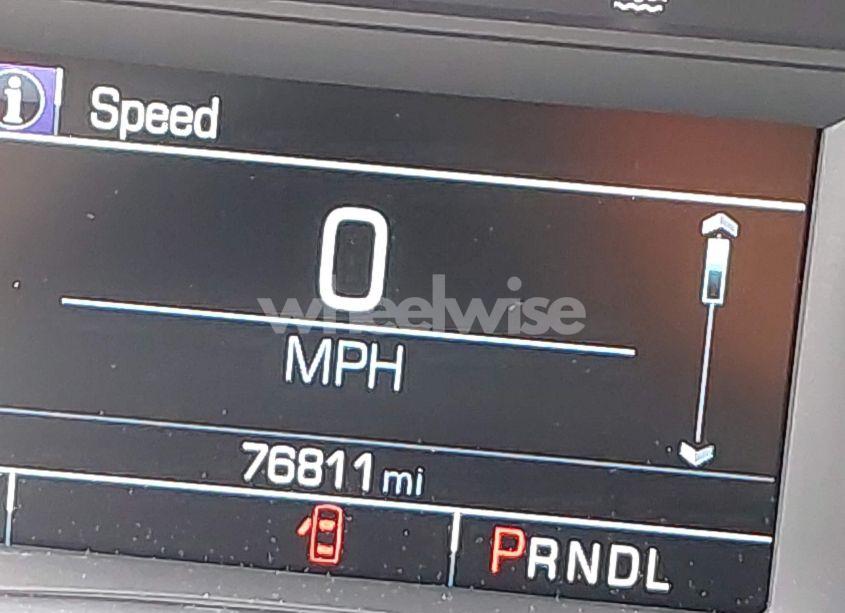 i Speed
0
wheelwise
MPH
76811 mi
PRNDL